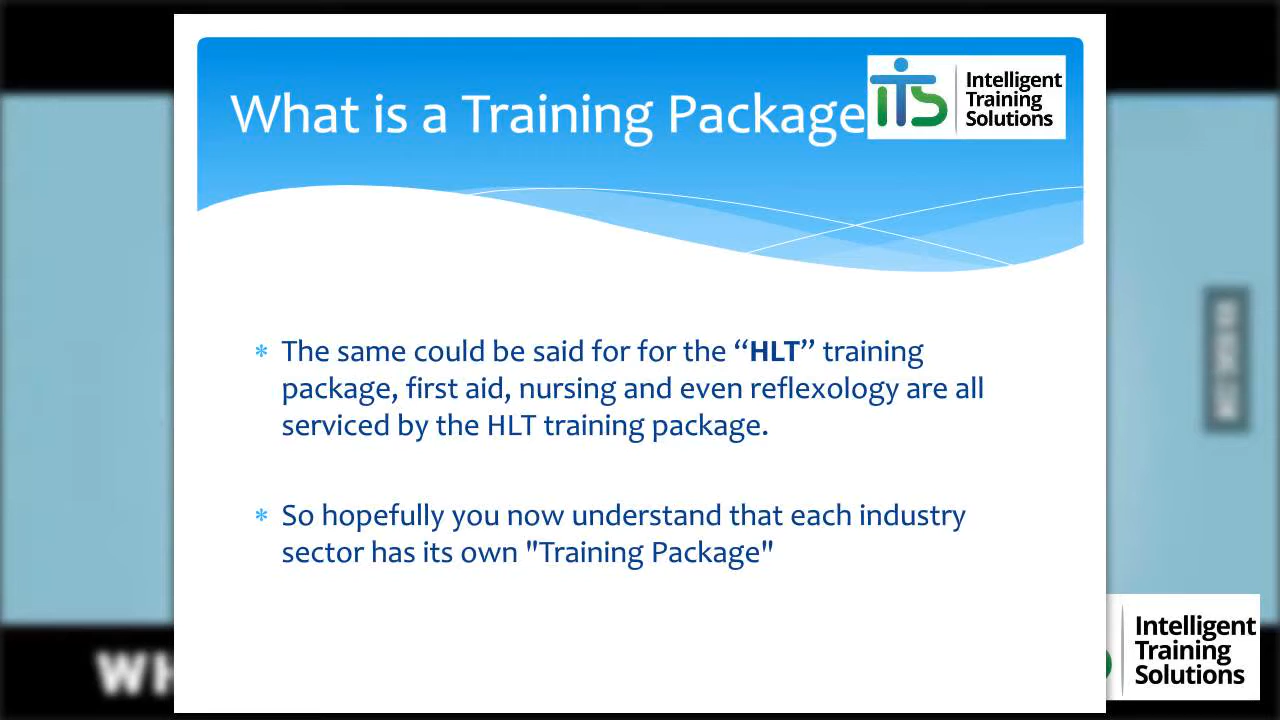 What is a Training Package
iTS
Intelligent
Training
Solutions
* The same could be said for for the “HLT” training
package, first aid, nursing and even reflexology are all
serviced by the HLT training package.
* So hopefully you now understand that each industry
sector has its own "Training Package"
WH
Intelligent
Training
Solutions